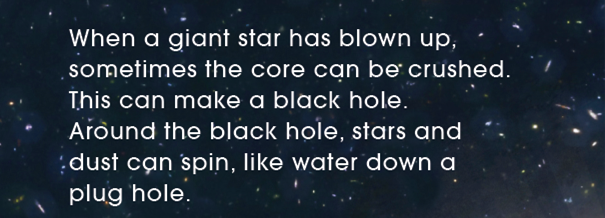 When a giant star has blown up,
sometimes the core can be crushed.
This can make a black hole.
Around the black hole, stars and
dust can spin, like water down a
plug hole.